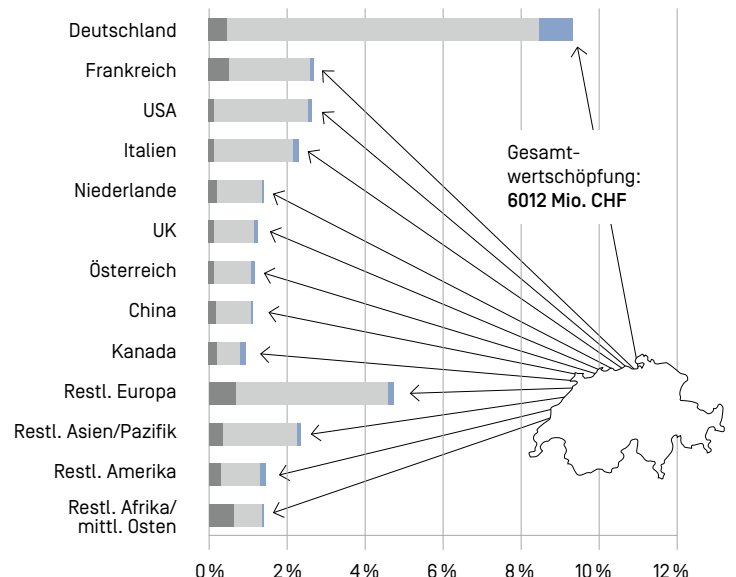 Deutschland
Frankreich
USA
Italien
Niederlande
UK
Österreich
China
Kanada
Restl. Europa
Restl. Asien/Pazifik
Restl. Amerika
Restl. Afrika/
mittl. Osten
Gesamt-
wertschöpfung:
6012 Mio. CHF
0 % 2 % 4 % 6 % 8 % 10 % 12 %